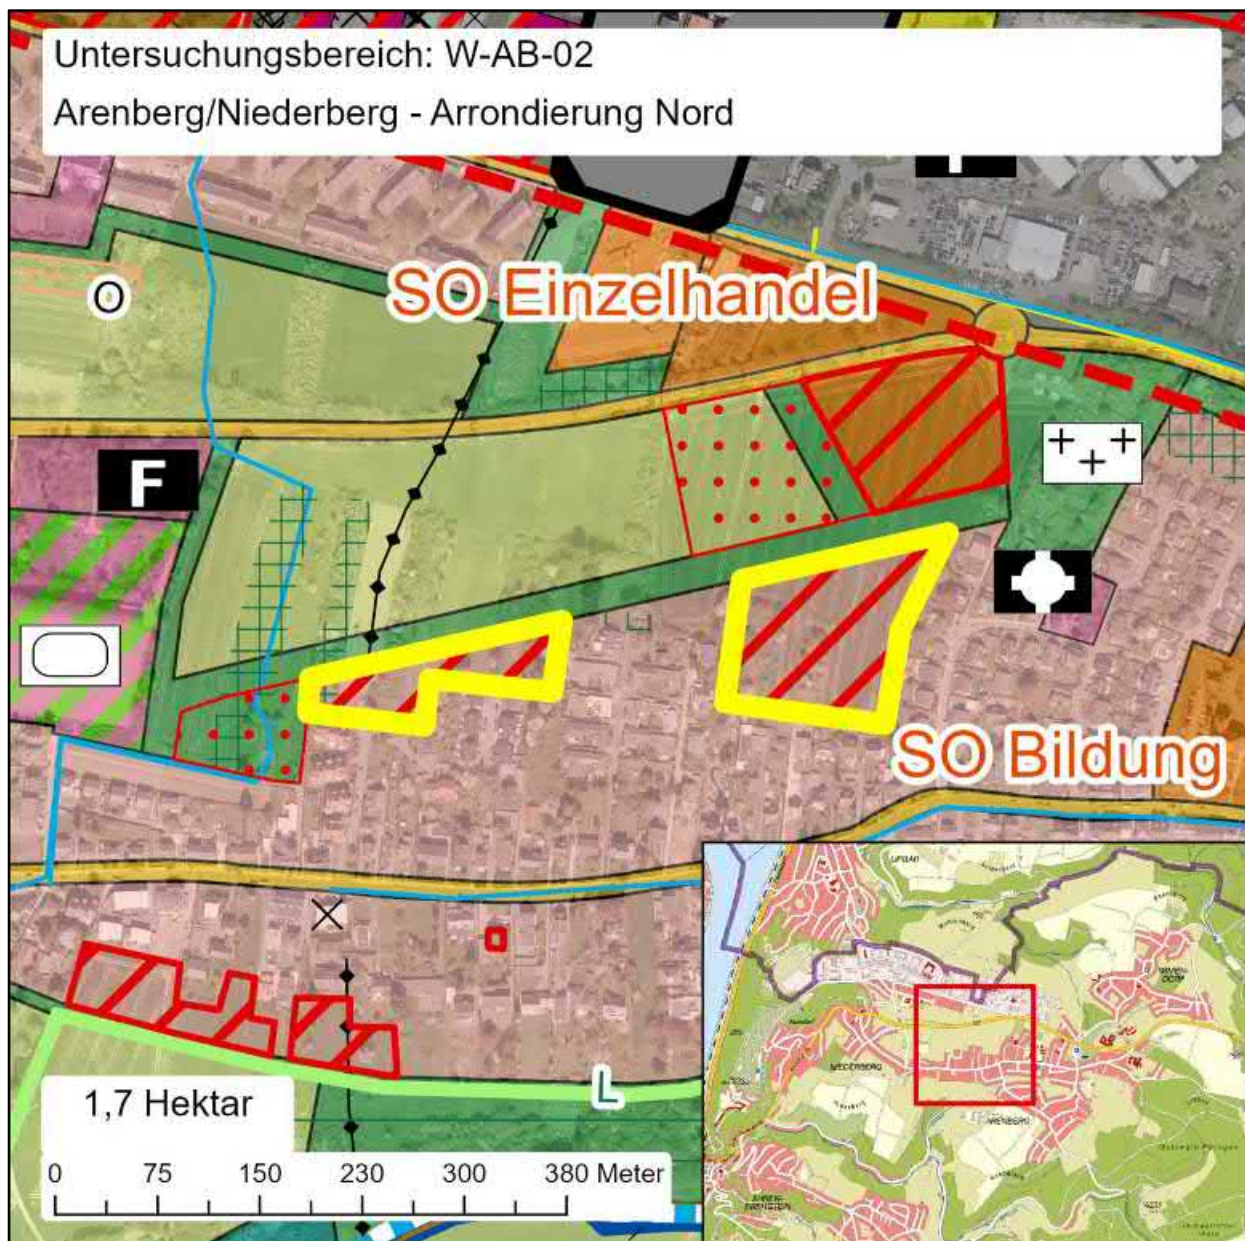 Untersuchungsbereich: W-AB-02
Arenberg/Niederberg - Arrondierung Nord
SO Einzelhandel
O
F
SO Bildung
L
1,7 Hektar
0 75 150 230 300 380 Meter
NIEDERBERG
ARENBERG